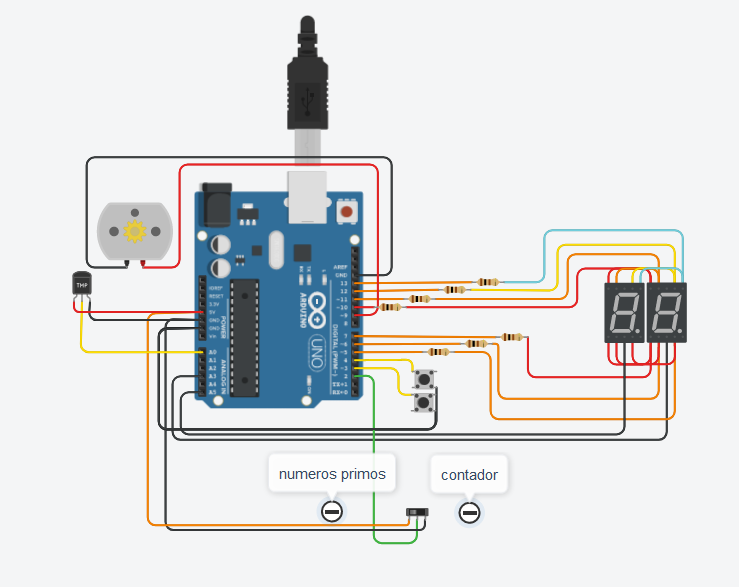 TMP
AREF
GND
13
12
~11
~10
~9
8
IOREF
RESET
3.3V
5V
GND
GND
Vin
POWER
ARDUINO
UNO
DIGITAL (PWM~)
7
~6
~5
4
~3
2
TX→1
RX←0
ANALOG IN
A0
A1
A2
A3
A4
A5
numeros primos
contador